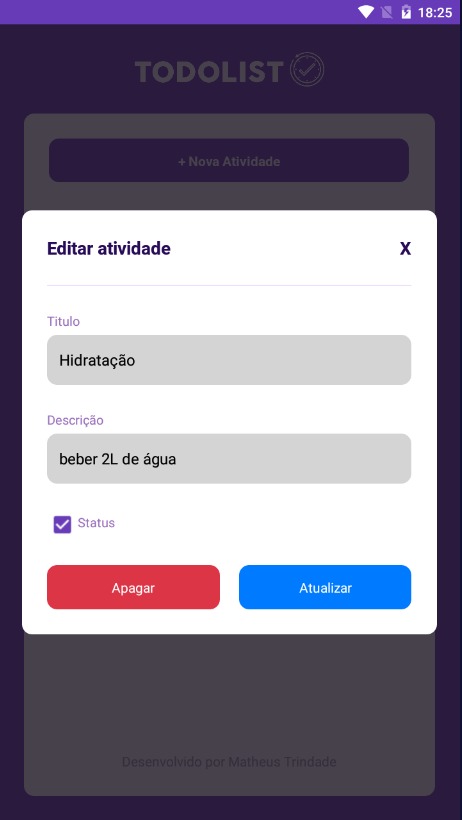 18:25
TODOLIST
+ Nova Atividade
Editar atividade
X
Titulo
Hidratação
Descrição
beber 2L de água
Status
Apagar
Atualizar
Desenvolvido por Matheus Trindade